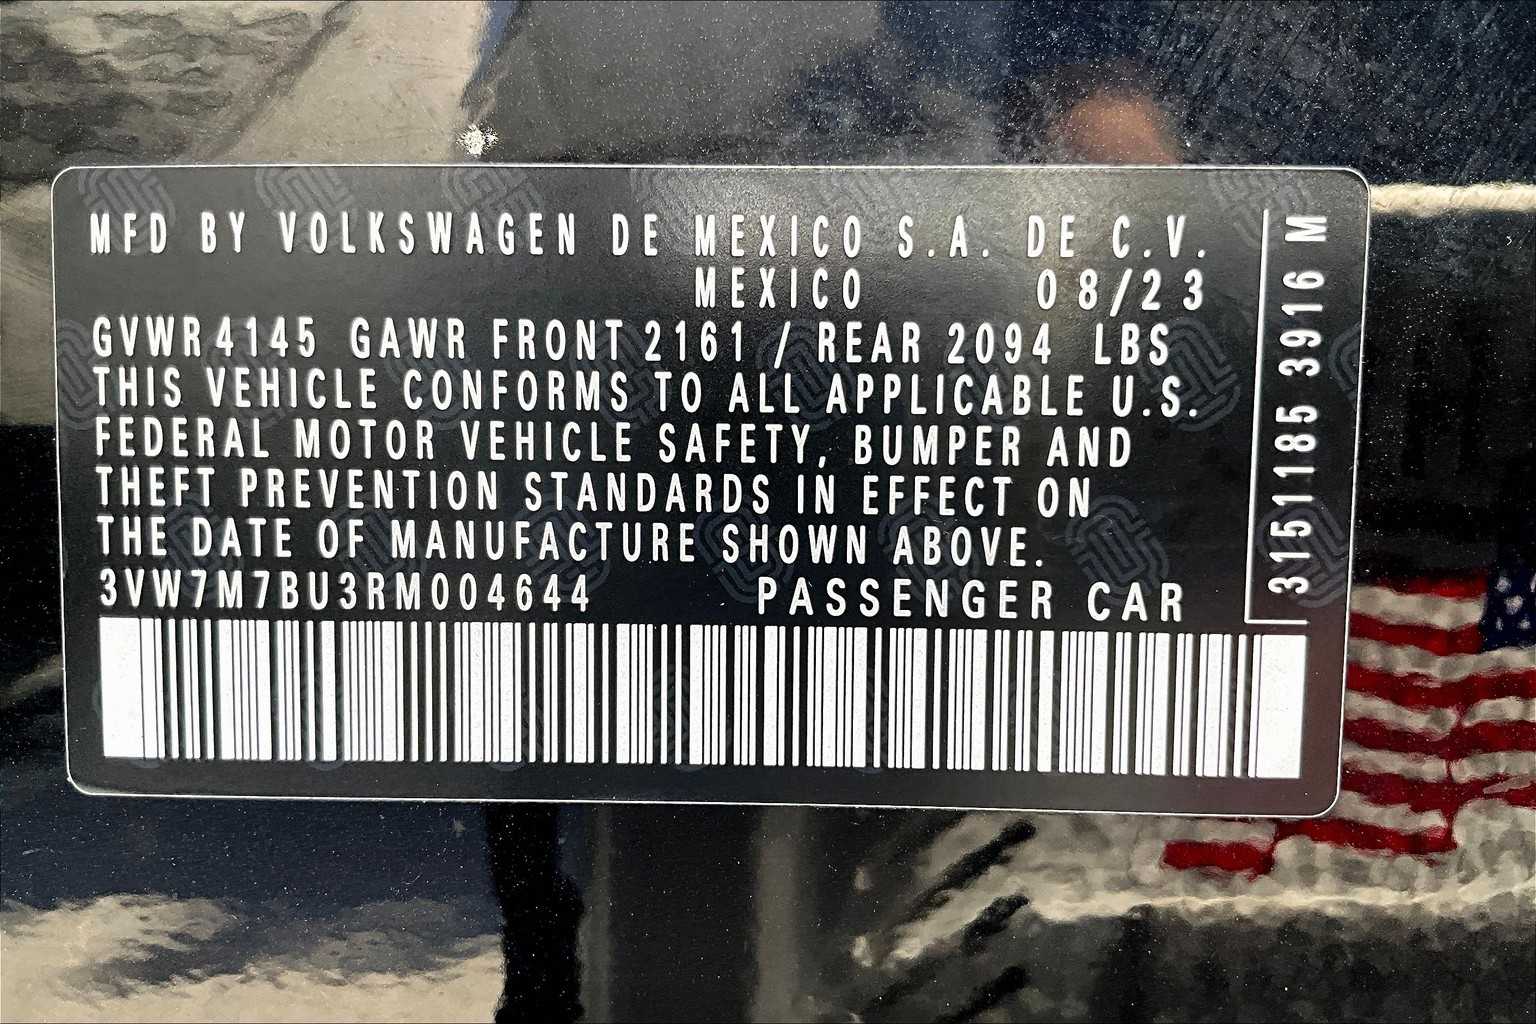 MFD BY VOLKSWAGEN DE MEXICO S.A. DE C.V.
MEXICO 08/23
GVWR 4145 GAWR FRONT 2161 / REAR 2094 LBS
THIS VEHICLE CONFORMS TO ALL APPLICABLE U.S.
FEDERAL MOTOR VEHICLE SAFETY, BUMPER AND
THEFT PREVENTION STANDARDS IN EFFECT ON
THE DATE OF MANUFACTURE SHOWN ABOVE.
3VW7M7BU3RM004644 PASSENGER CAR
3151185 3916 M